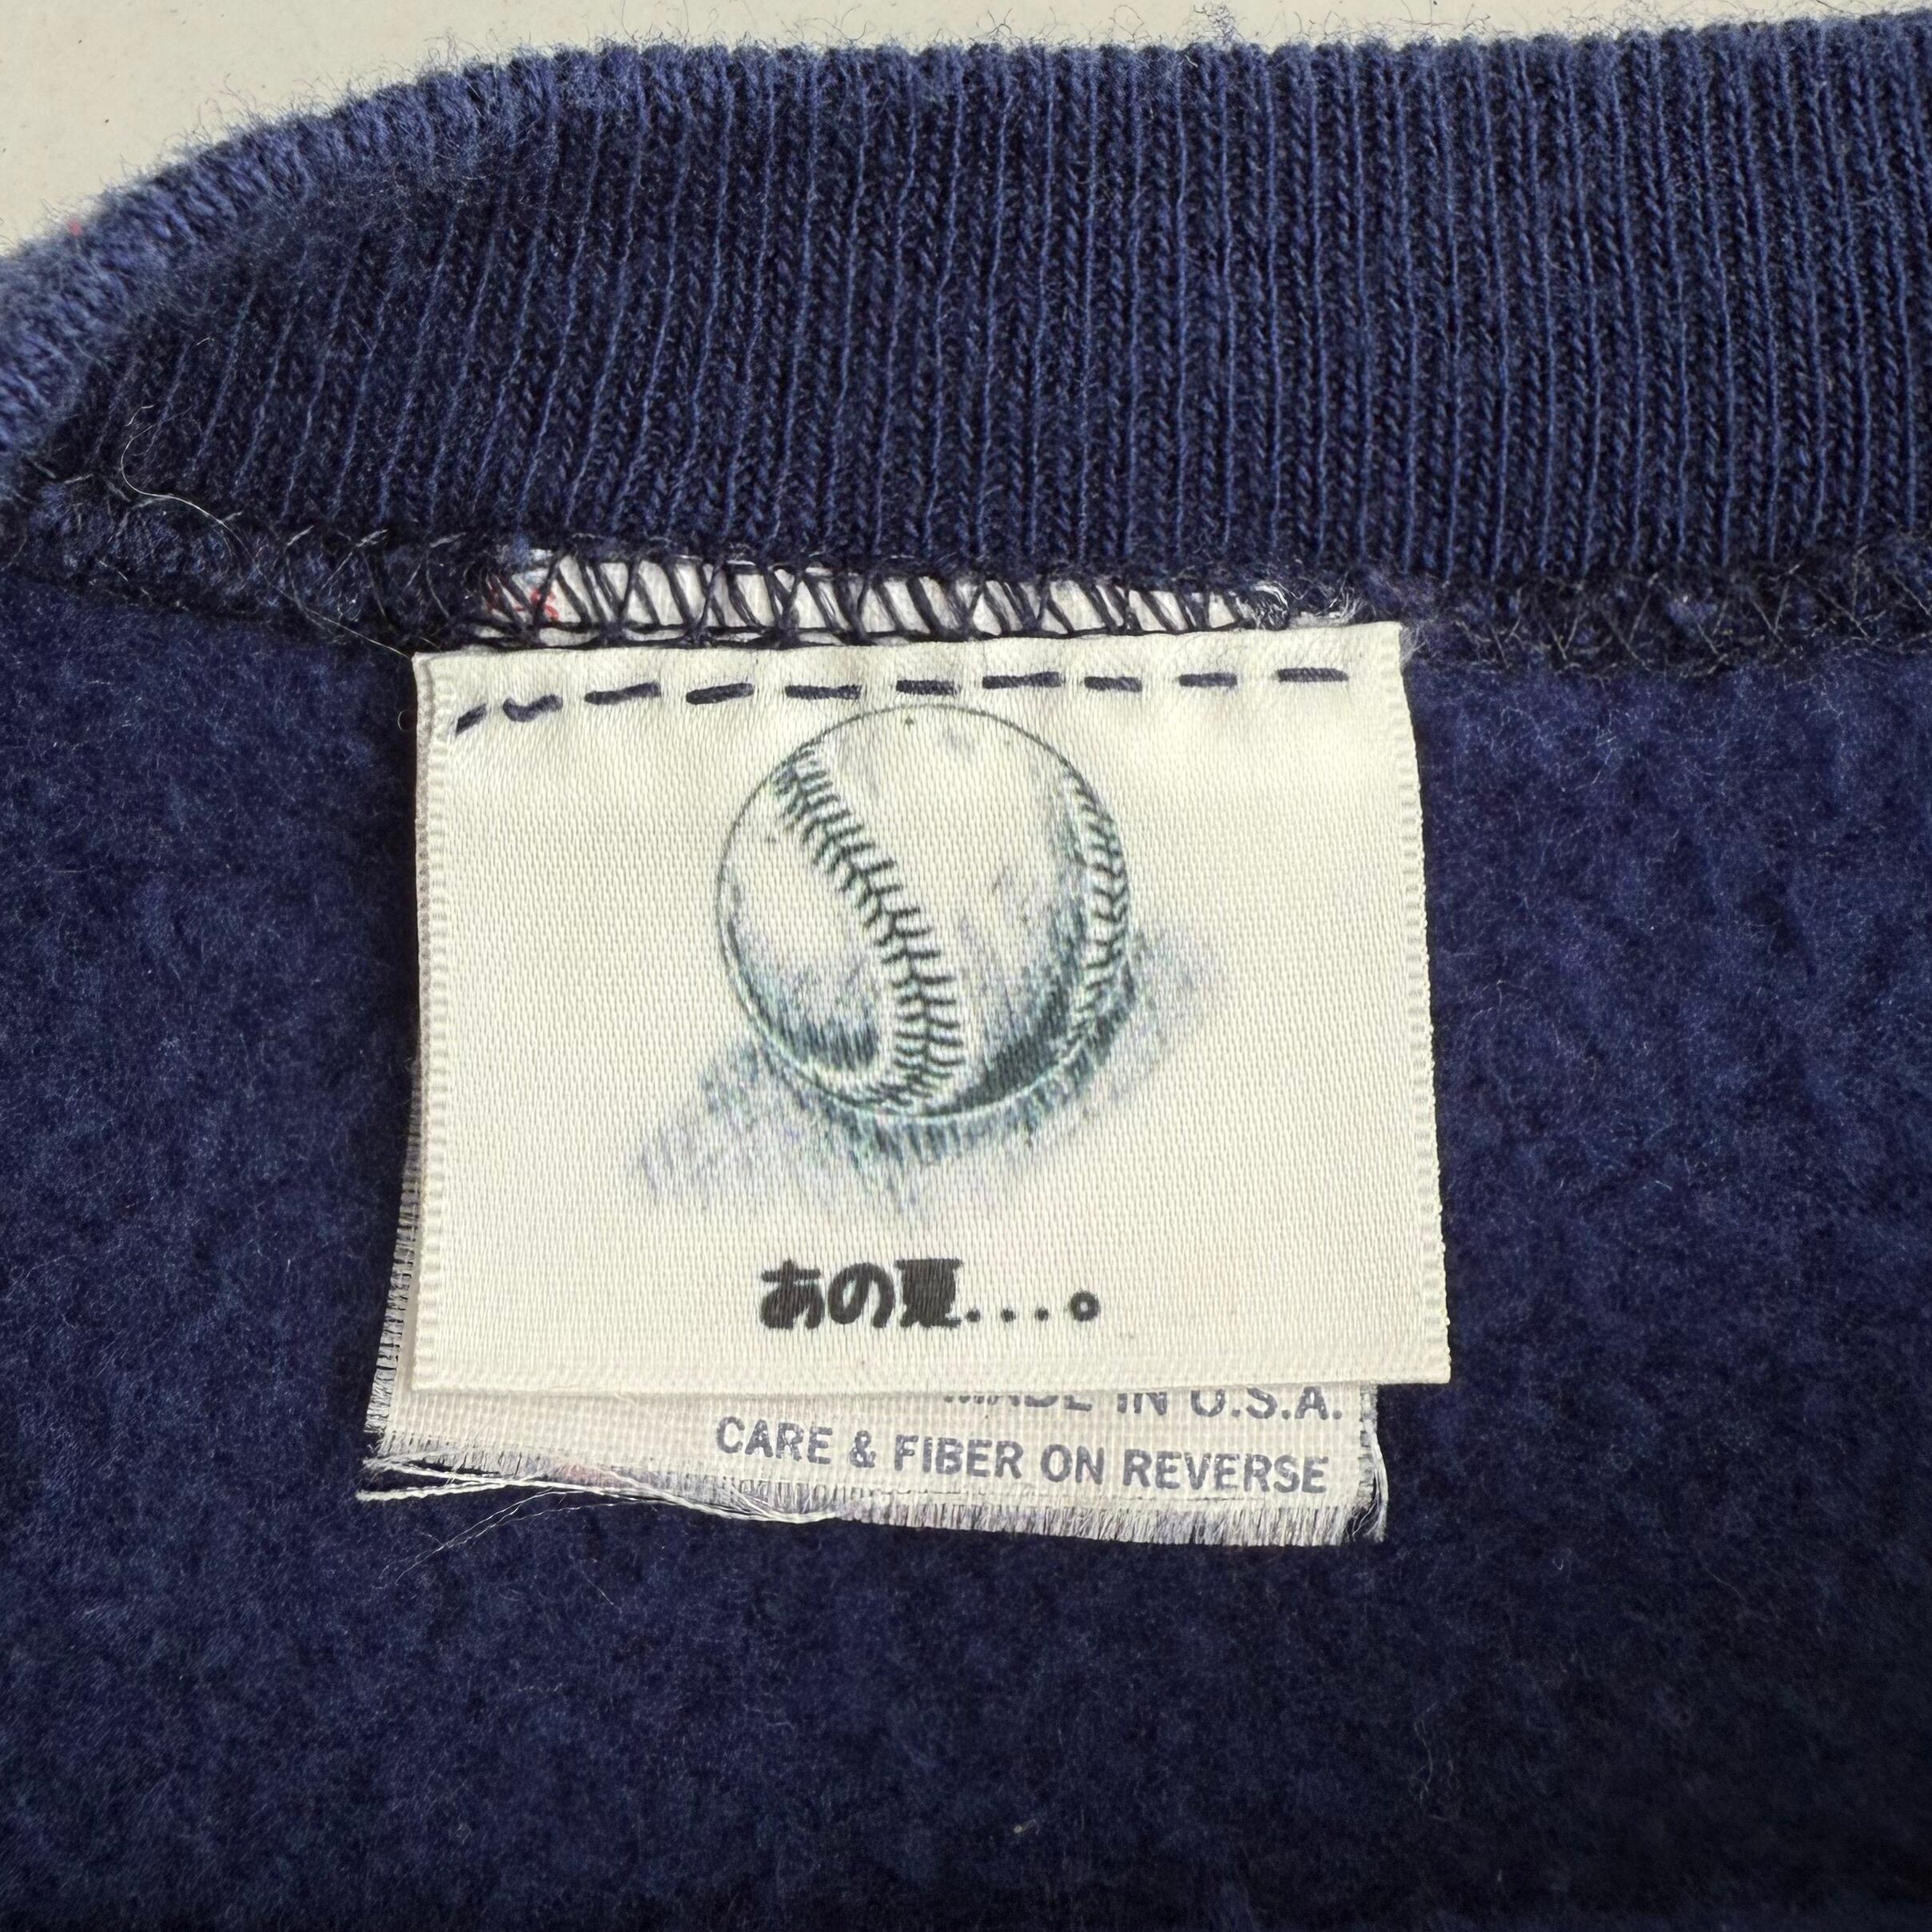 あの夏...。
MADE IN U.S.A.
CARE & FIBER ON REVERSE